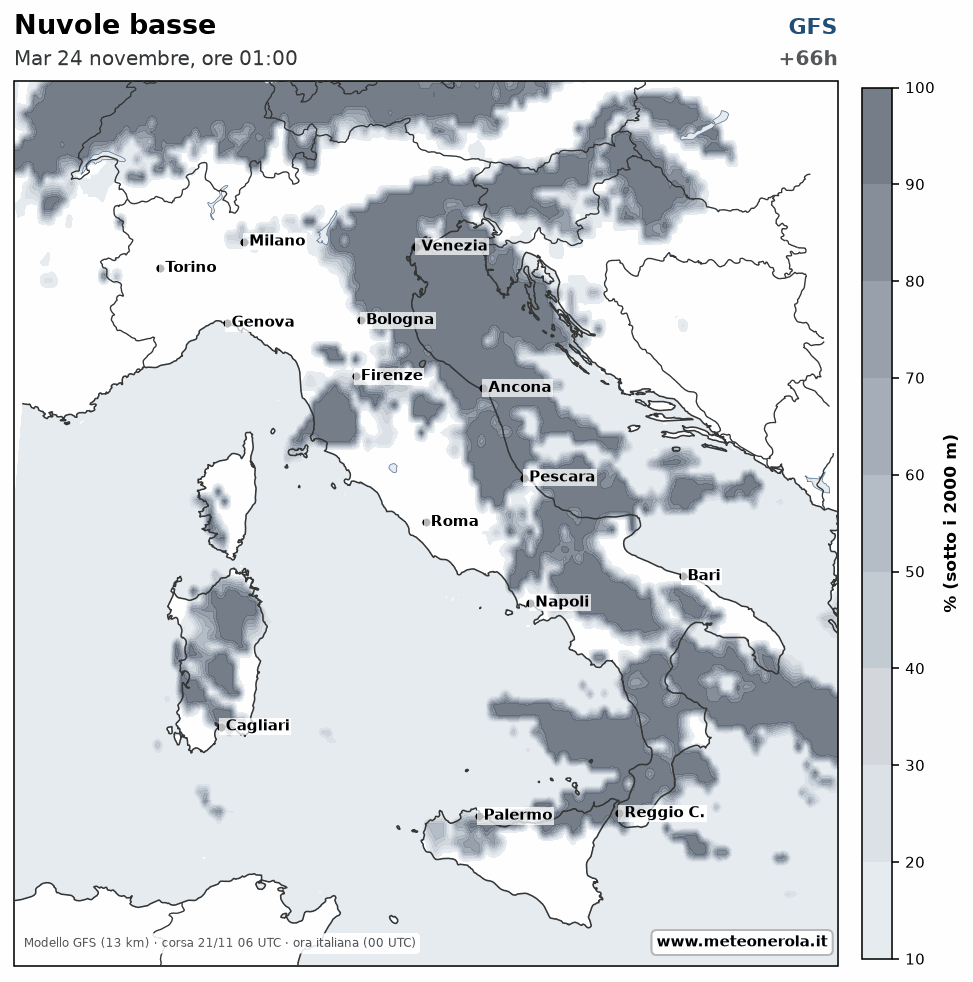 Nuvole basse
GFS
Mar 24 novembre, ore 01:00
+66h
100
90
80
70
60
50
40
30
20
10
% (sotto i 2000 m)
Milano
Venezia
Torino
Genova
Bologna
Firenze
Ancona
Pescara
Roma
Bari
Napoli
Cagliari
Palermo
Reggio C.
Modello GFS (13 km) · corsa 21/11 06 UTC · ora italiana (00 UTC)
www.meteonerola.it